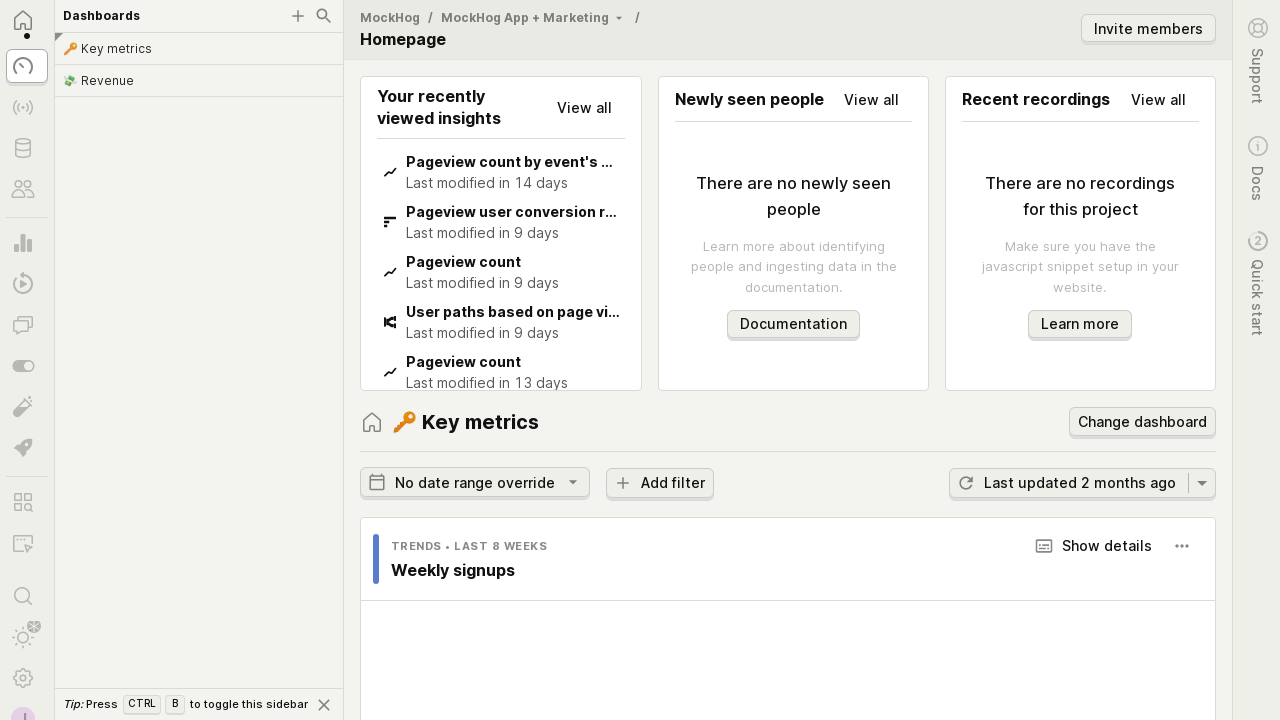 Dashboards
🔑 Key metrics
💸 Revenue
Tip: Press CTRL B to toggle this sidebar
MockHog / MockHog App + Marketing /
Homepage
Invite members
Your recently viewed insights
View all
Pageview count by event's ...
Last modified in 14 days
Pageview user conversion r...
Last modified in 9 days
Pageview count
Last modified in 9 days
User paths based on page vi...
Last modified in 9 days
Pageview count
Last modified in 13 days
Newly seen people
View all
There are no newly seen
people
Learn more about identifying
people and ingesting data in the
documentation.
Documentation
Recent recordings
View all
There are no recordings
for this project
Make sure you have the
javascript snippet setup in your
website.
Learn more
🔑 Key metrics
Change dashboard
No date range override
Add filter
Last updated 2 months ago
TRENDS • LAST 8 WEEKS
Show details
Weekly signups
Support
Docs
2
Quick start